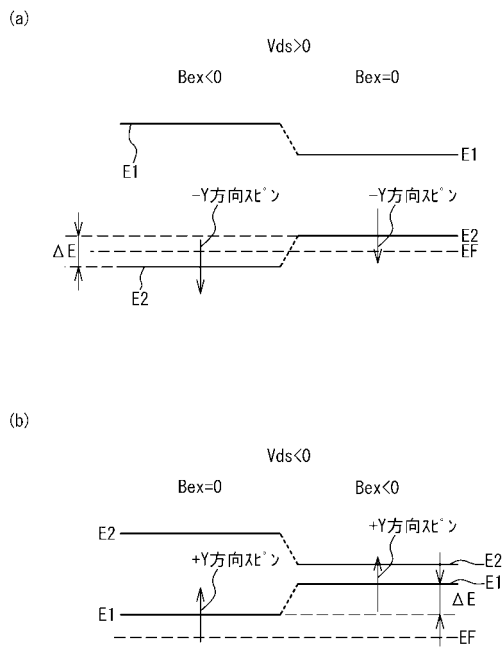 (a)
Vds>0
Bex<0 Bex=0
E1
E1
-Y方向スピン -Y方向スピン
E2
ΔE
EF
E2
(b)
Vds<0
Bex=0 Bex<0
+Y方向スピン
E2
+Y方向スピン
E2
E1
ΔE
E1
EF